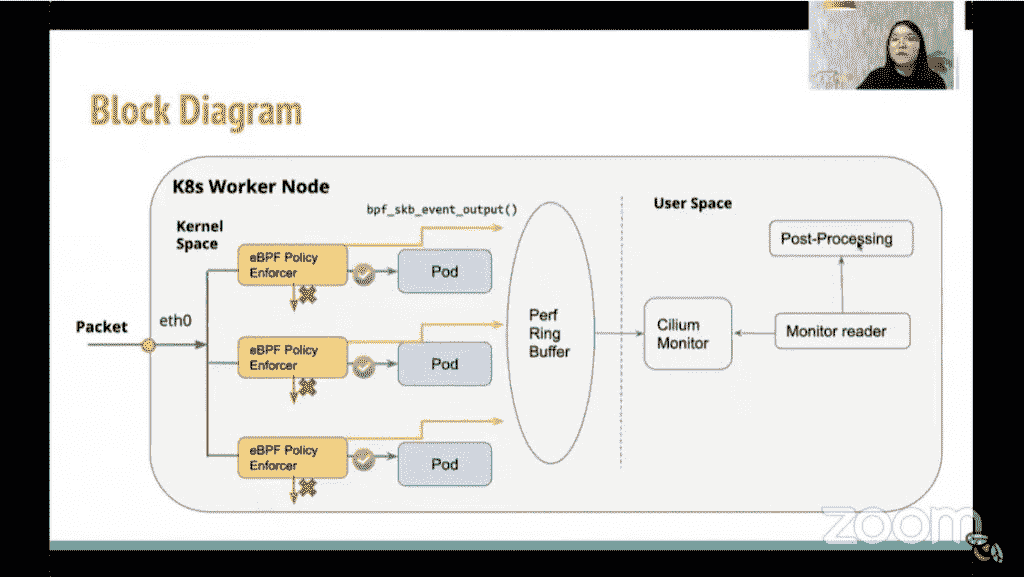 Block Diagram
K8s Worker Node
Kernel
Space
bpf_skb_event_output()
User Space
eBPF Policy
Enforcer
Pod
Post-Processing
Packet
eth0
eBPF Policy
Enforcer
Pod
Perf
Ring
Buffer
Cilium
Monitor
Monitor reader
eBPF Policy
Enforcer
Pod
zoom